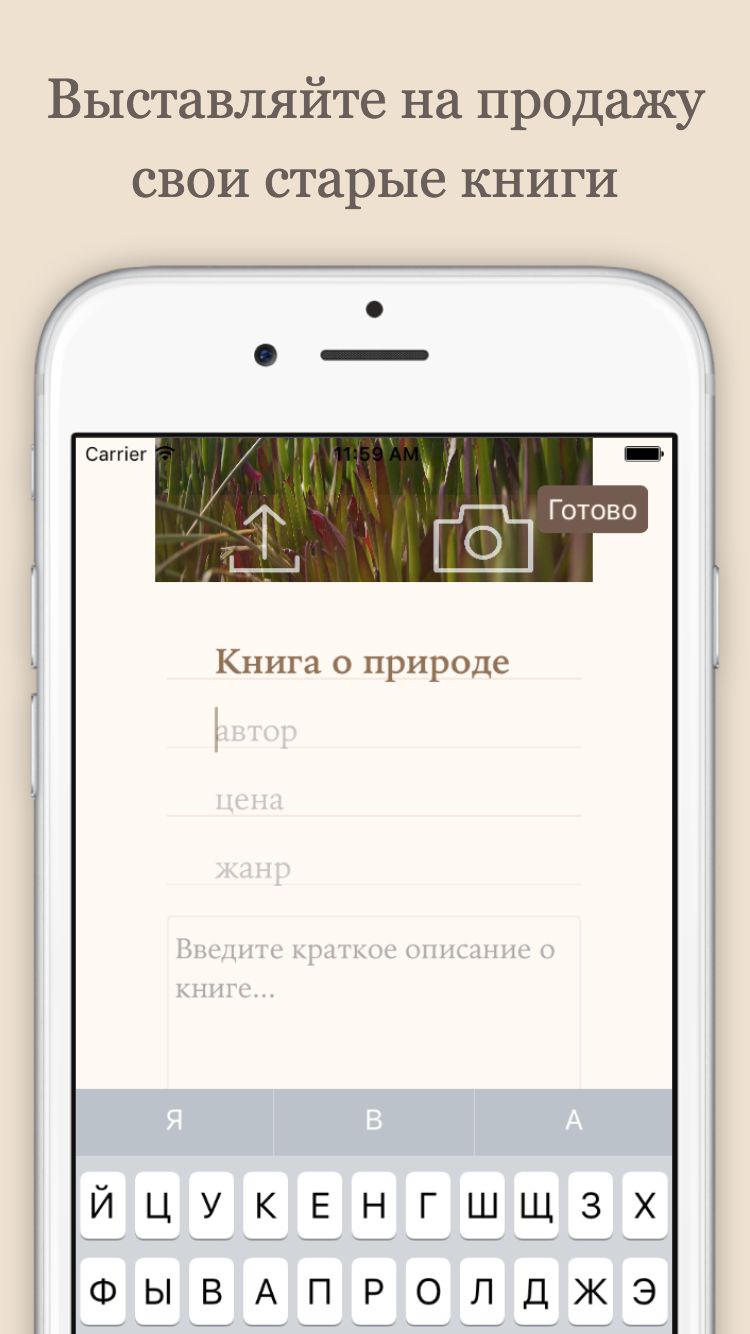 Выставляйте на продажу
свои старые книги
Carrier 11:59 AM
Готово
Книга о природе
автор
цена
жанр
Введите краткое описание о
книге...
Я В А
Й Ц У К Е Н Г Ш Щ З Х
Ф Ы В А П Р О Л Д Ж Э